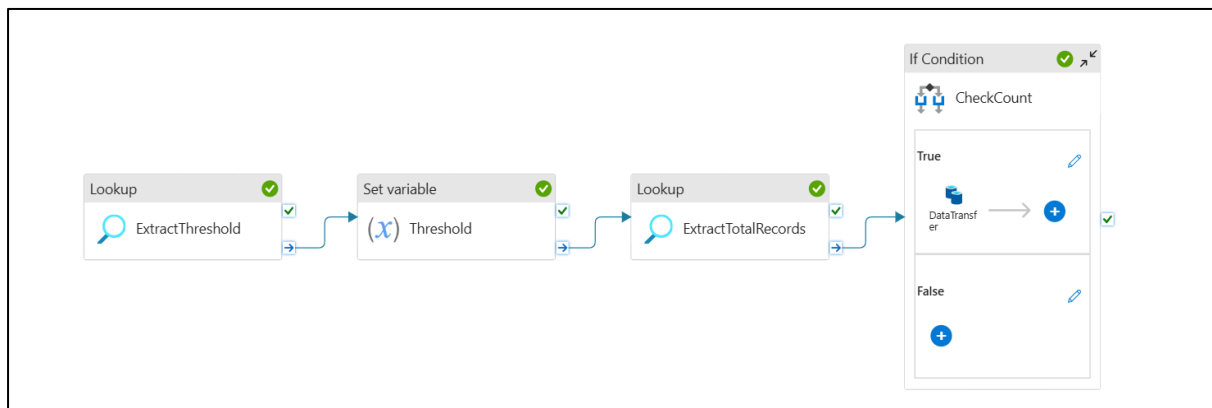 Lookup
ExtractThreshold
Set variable
(x) Threshold
Lookup
ExtractTotalRecords
If Condition
CheckCount
True
DataTransf
er
False